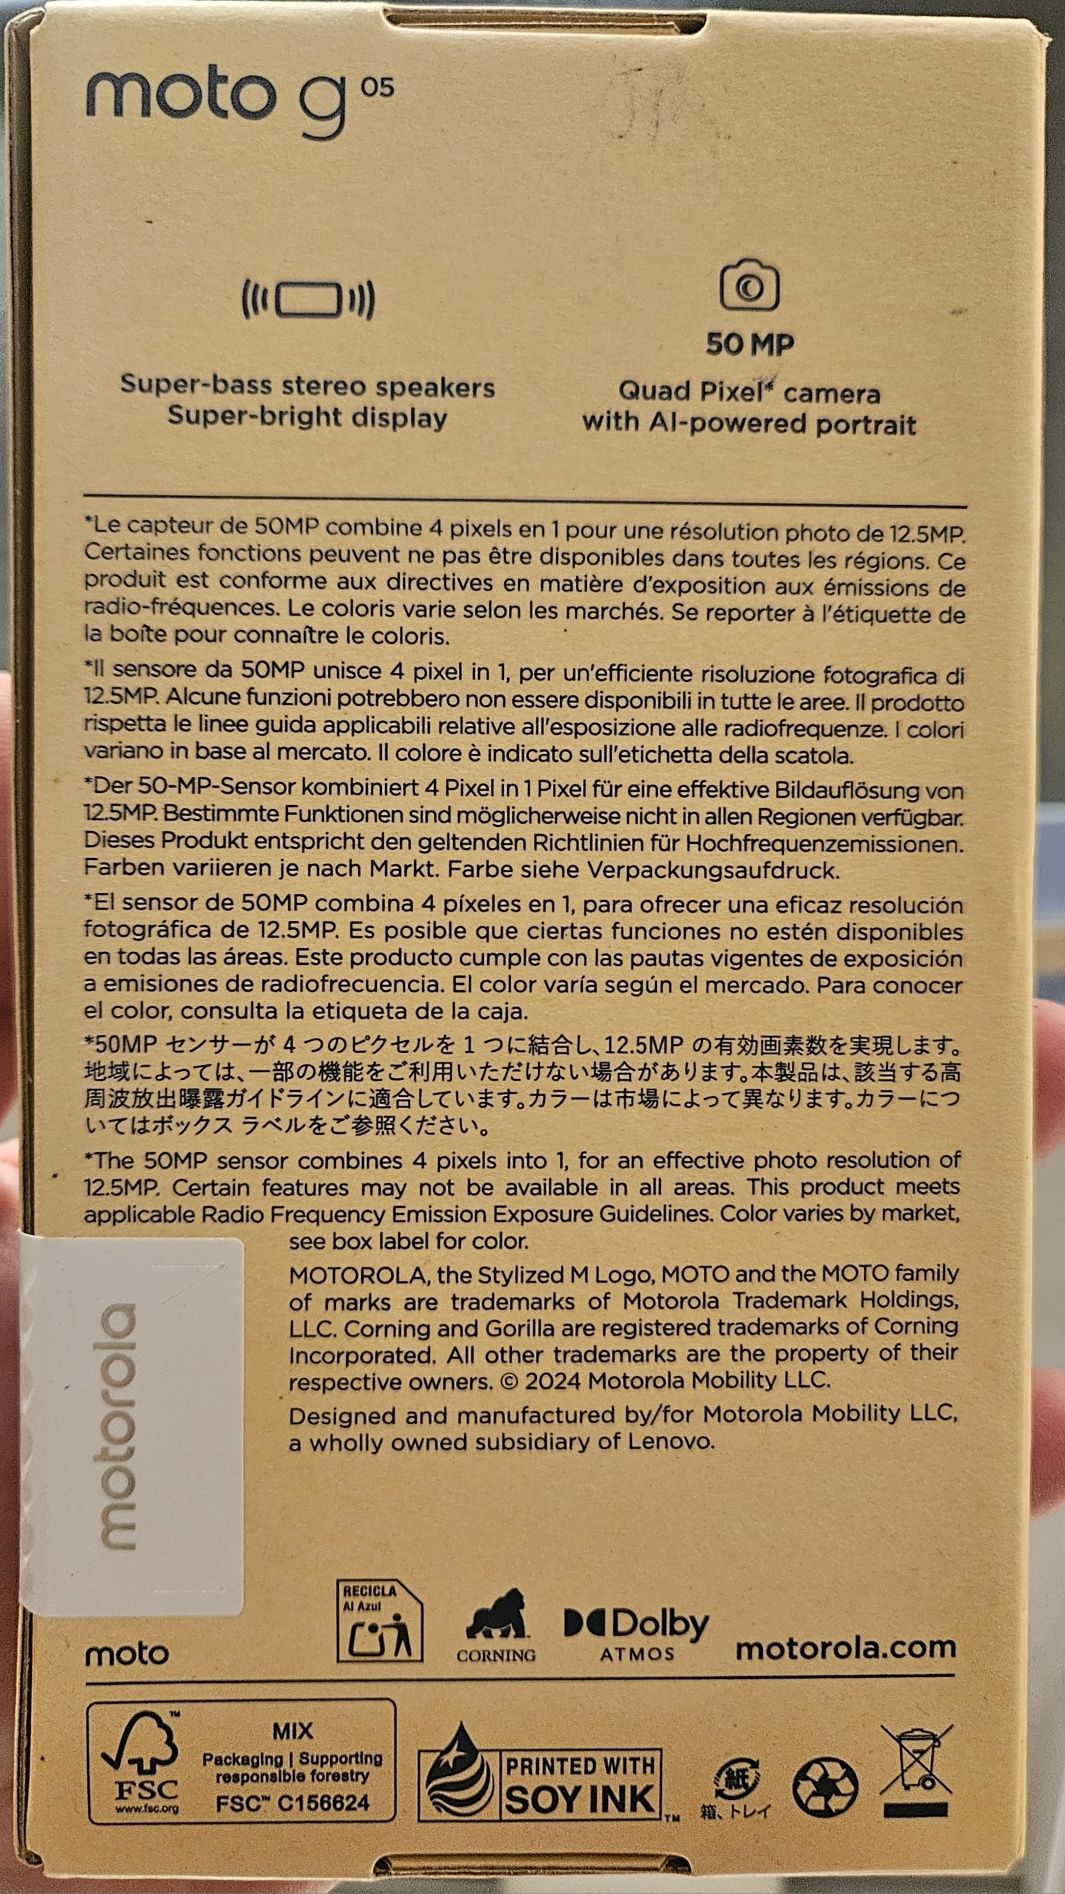 moto g 05
Super-bass stereo speakers
Super-bright display
50 MP
Quad Pixel* camera
with AI-powered portrait
*Le capteur de 50MP combine 4 pixels en 1 pour une résolution photo de 12.5MP.
Certaines fonctions peuvent ne pas être disponibles dans toutes les régions. Ce
produit est conforme aux directives en matière d'exposition aux émissions de
radio-fréquences. Le coloris varie selon les marchés. Se reporter à l'étiquette de
la boîte pour connaître le coloris.
*Il sensore da 50MP unisce 4 pixel in 1, per un'efficiente risoluzione fotografica di
12.5MP. Alcune funzioni potrebbero non essere disponibili in tutte le aree. Il prodotto
rispetta le linee guida applicabili relative all'esposizione alle radiofrequenze. I colori
variano in base al mercato. Il colore è indicato sull'etichetta della scatola.
*Der 50-MP-Sensor kombiniert 4 Pixel in 1 Pixel für eine effektive Bildauflösung von
12.5MP. Bestimmte Funktionen sind möglicherweise nicht in allen Regionen verfügbar.
Dieses Produkt entspricht den geltenden Richtlinien für Hochfrequenzemissionen.
Farben variieren je nach Markt. Farbe siehe Verpackungsaufdruck.
*El sensor de 50MP combina 4 píxeles en 1, para ofrecer una eficaz resolución
fotográfica de 12.5MP. Es posible que ciertas funciones no estén disponibles
en todas las áreas. Este producto cumple con las pautas vigentes de exposición
a emisiones de radiofrecuencia. El color varía según el mercado. Para conocer
el color, consulta la etiqueta de la caja.
*50MP センサーが 4 つのピクセルを 1 つに結合し、12.5MP の有効画素数を実現します。
地域によっては、一部の機能をご利用いただけない場合があります。本製品は、該当する高
周波放出曝露ガイドラインに適合しています。カラーは市場によって異なります。カラーにつ
いてはボックス ラベルをご参照ください。
*The 50MP sensor combines 4 pixels into 1, for an effective photo resolution of
12.5MP. Certain features may not be available in all areas. This product meets
applicable Radio Frequency Emission Exposure Guidelines. Color varies by market,
see box label for color.
MOTOROLA, the Stylized M Logo, MOTO and the MOTO family
of marks are trademarks of Motorola Trademark Holdings,
LLC. Corning and Gorilla are registered trademarks of Corning
Incorporated. All other trademarks are the property of their
respective owners. © 2024 Motorola Mobility LLC.
Designed and manufactured by/for Motorola Mobility LLC,
a wholly owned subsidiary of Lenovo.
motorola
RECICLA
Al Azul
CORNING
Dolby
ATMOS
moto
motorola.com
FSC
www.fsc.org
MIX
Packaging | Supporting
responsible forestry
FSC™ C156624
PRINTED WITH
SOY INK™
紙
箱、トレイ